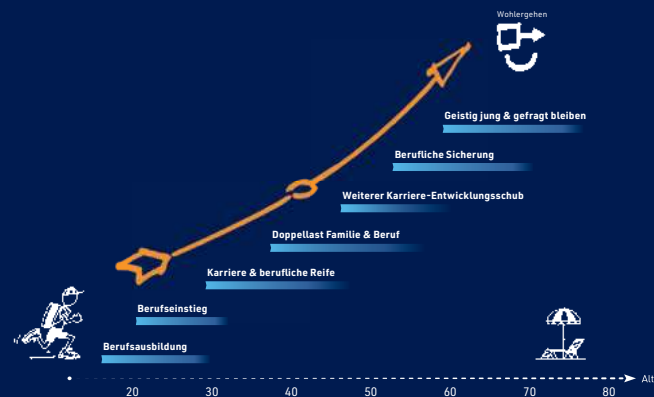 Wohlergehen
Geistig jung & gefragt bleiben
Berufliche Sicherung
Weiterer Karriere-Entwicklungsschub
Doppellast Familie & Beruf
Karriere & berufliche Reife
Berufseinstieg
Berufsausbildung
Alt
20 30 40 50 60 70 80